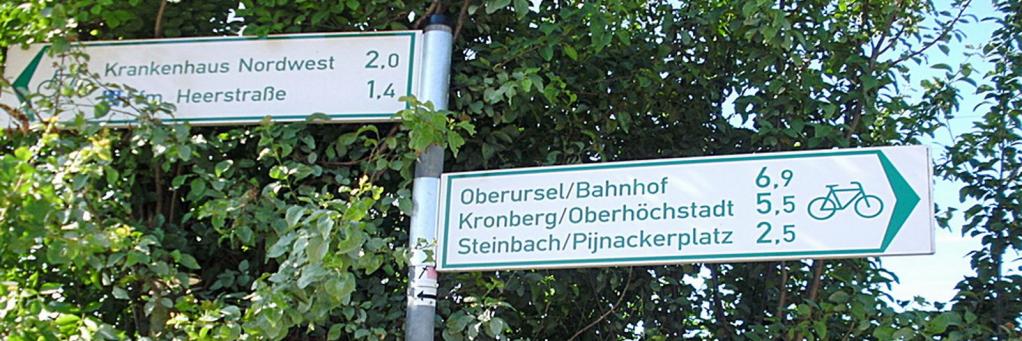 Krankenhaus Nordwest 2,0
Heerstraße 1,4
Oberursel/Bahnhof 6,9
Kronberg/Oberhöchstadt 5,5
Steinbach/Pijnackerplatz 2,5